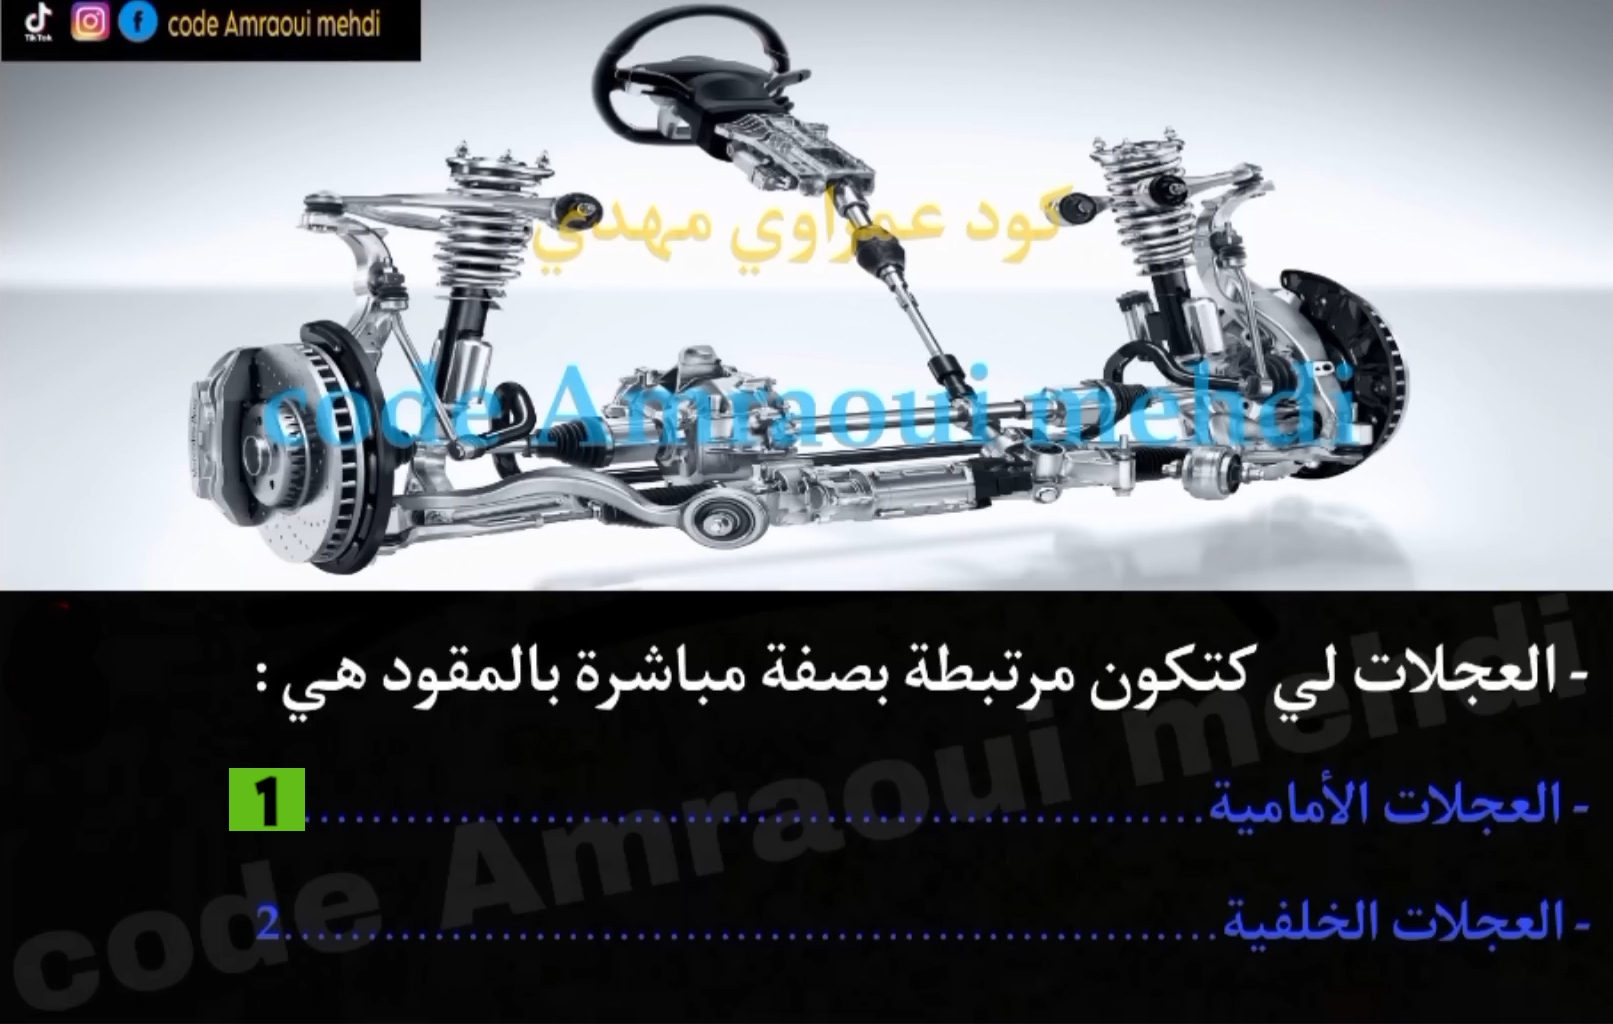 TikTok
code Amraoui mehdi
كود عمراوي مهدي
code Amraoui mehdi
- العجلات لي كتكون مرتبطة بصفة مباشرة بالمقود هي :
- العجلات الأمامية................................................ 1
- العجلات الخلفية.................................................2
code Amraoui mehdi